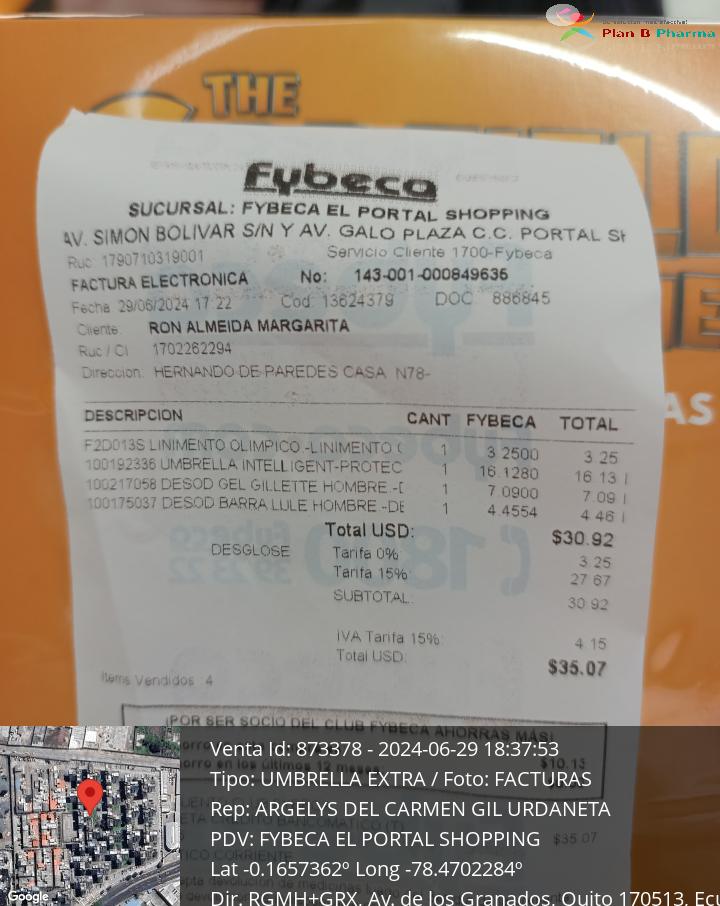 Plan B Pharma
THE
Fybeca
SUCURSAL: FYBECA EL PORTAL SHOPPING
AV. SIMON BOLIVAR S/N Y AV. GALO PLAZA C.C. PORTAL SH
Ruc: 1790710319001 Servicio Cliente 1700-Fybeca
FACTURA ELECTRONICA No: 143-001-000849635
Fecha 29/06/2024 17:22 Cod: 13624379 DOC 886845
Cliente: RON ALMEIDA MARGARITA
Ruc / CI 1702262294
Direccion: HERNANDO DE PAREDES CASA N78-
AS
DESCRIPCION CANT FYBECA TOTAL
F2D013S LINIMENTO OLIMPICO -LINIMENTO 1 3.2500 3.25
100192336 UMBRELLA INTELLIGENT-PROTEC 1 16.1280 16.13 I
100217058 DESOD GEL GILLETTE HOMBRE - 1 7.0900 7.09 I
100175037 DESOD BARRA LULE HOMBRE -DE 1 4.4554 4.46 I
Total USD: $30.92
DESGLOSE Tarifa 0% 3.25
Tarifa 15% 27.67
SUBTOTAL: 30.92
IVA Tarifa 15%: 4.15
Total USD: $35.07
Items Vendidos : 4
¡POR SER SOCIO DEL CLUB FYBECA AHORRAS MAS!
$10.13
orro en los últimos 12 meses:
$35.07
Venta Id: 873378 - 2024-06-29 18:37:53
Tipo: UMBRELLA EXTRA / Foto: FACTURAS
Rep: ARGELYS DEL CARMEN GIL URDANETA
PDV: FYBECA EL PORTAL SHOPPING
Lat -0.1657362º Long -78.4702284º
Dir. RGMH+GRX, Av. de los Granados, Quito 170513, Ecu
Google